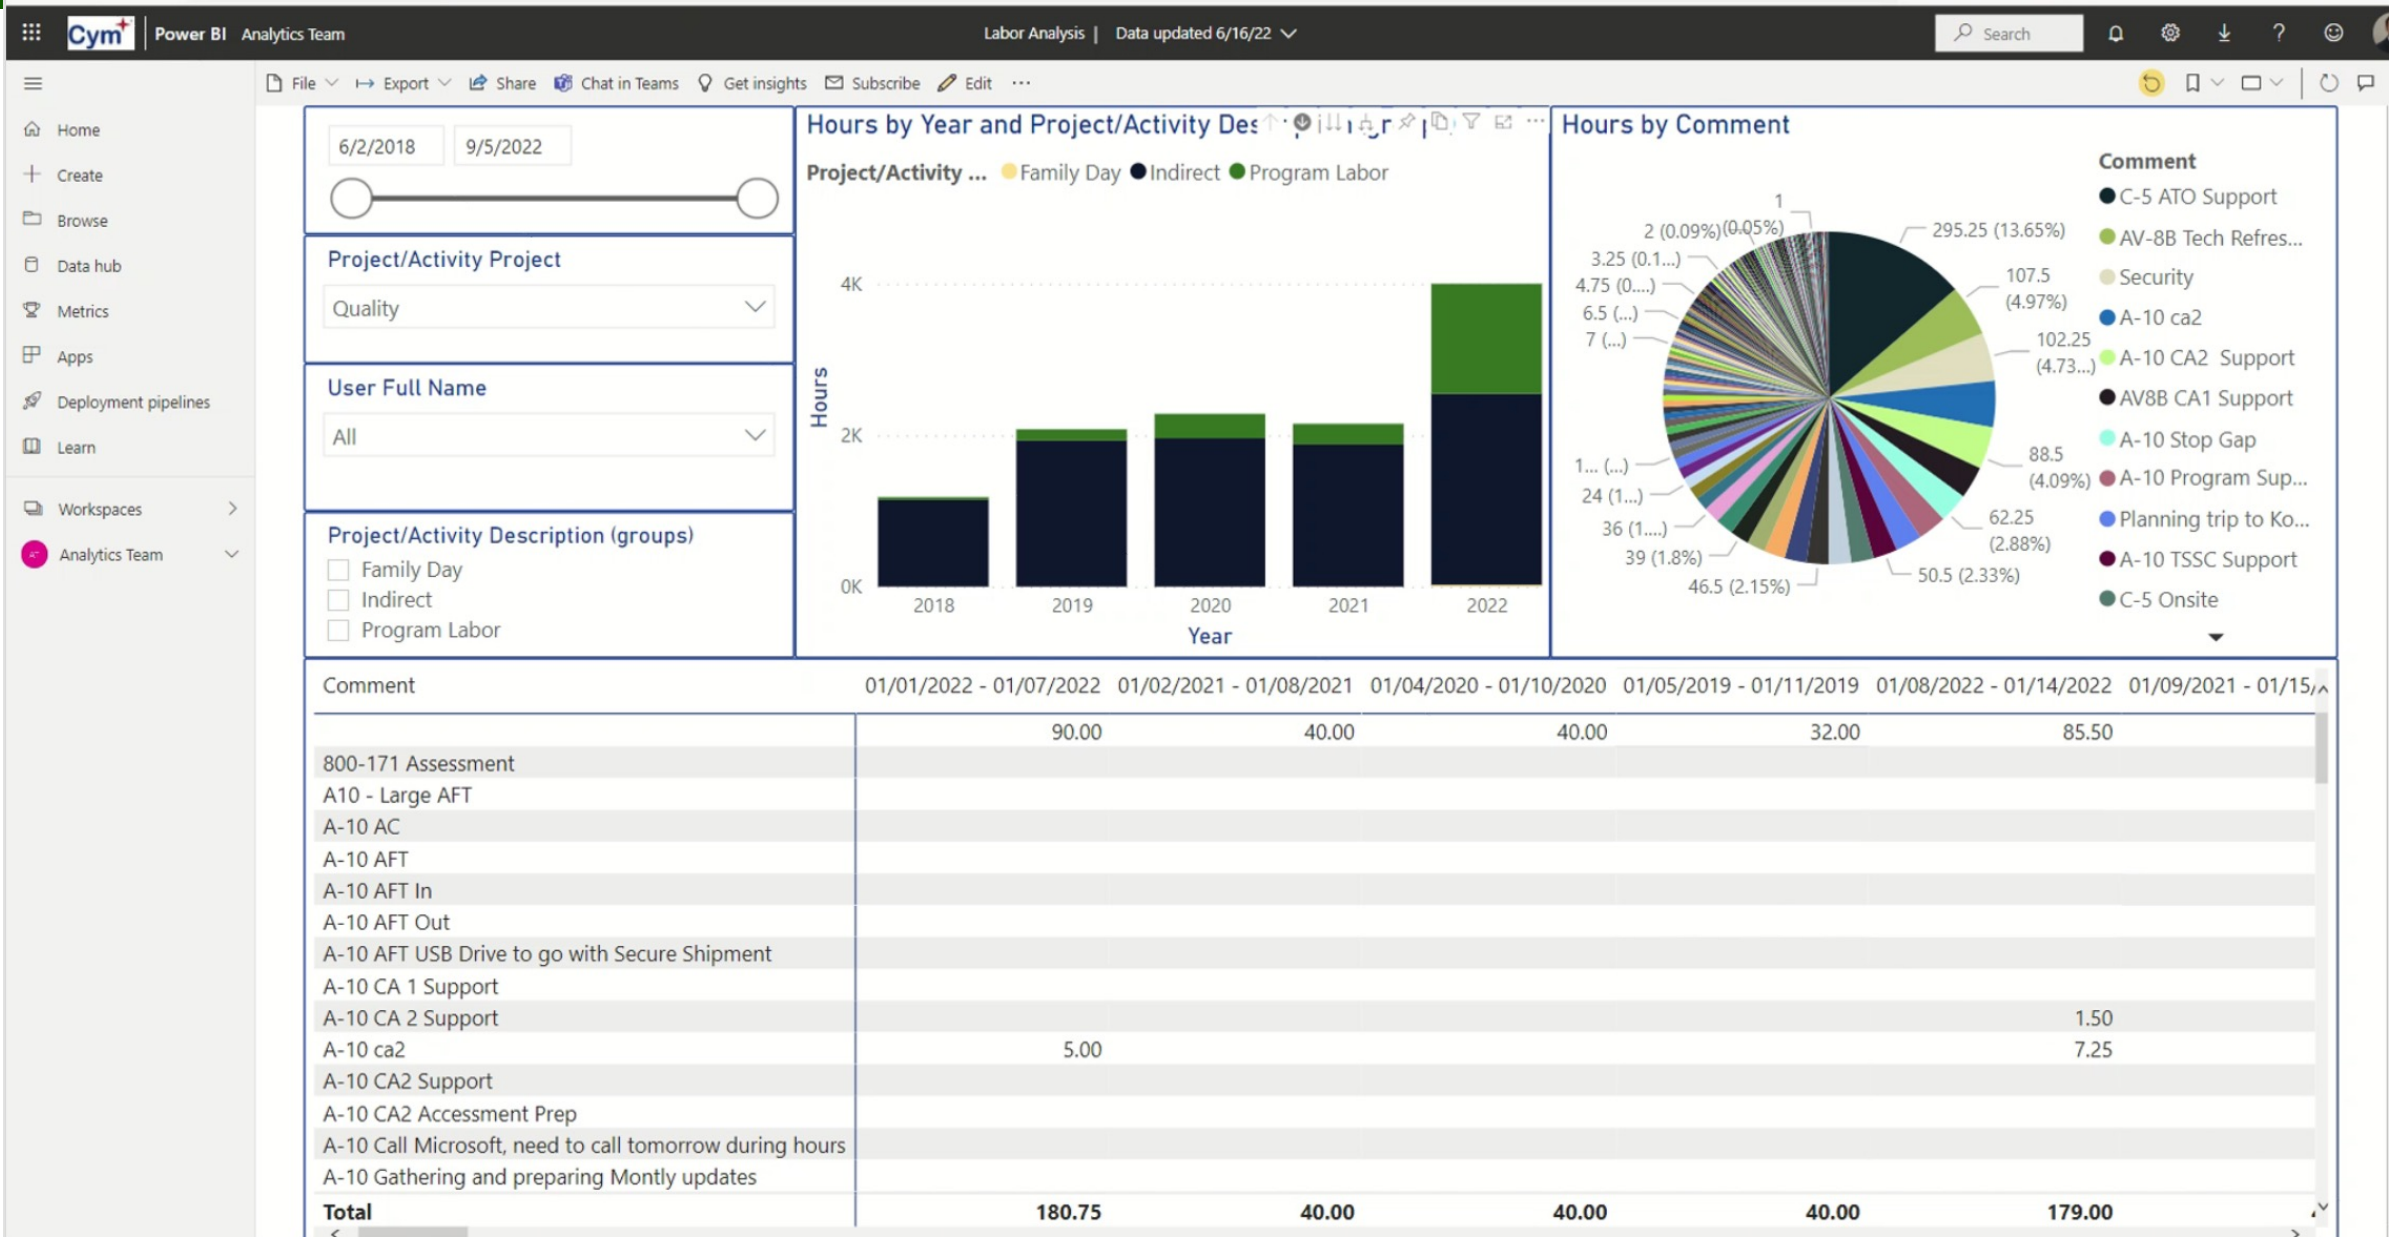 Cym Power BI Analytics Team
Labor Analysis | Data updated 6/16/22
Search
File Export Share Chat in Teams Get insights Subscribe Edit ...
Home
Create
Browse
Data hub
Metrics
Apps
Deployment pipelines
Learn
Workspaces
Analytics Team
6/2/2018 9/5/2022
Project/Activity Project
Quality
User Full Name
All
Project/Activity Description (groups)
Family Day
Indirect
Program Labor
Hours by Year and Project/Activity Des
Project/Activity ... Family Day Indirect Program Labor
4K
2K
0K
Hours
2018 2019 2020 2021 2022
Year
Hours by Comment
1
(0.05%)
2 (0.09%)
3.25 (0.1...)
4.75 (0....)
6.5 (...)
7 (...)
1... (...)
24 (1...)
36 (1....)
39 (1.8%)
46.5 (2.15%)
295.25 (13.65%)
107.5
(4.97%)
102.25
(4.73...)
88.5
(4.09%)
62.25
(2.88%)
50.5 (2.33%)
Comment
C-5 ATO Support
AV-8B Tech Refres...
Security
A-10 ca2
A-10 CA2 Support
AV8B CA1 Support
A-10 Stop Gap
A-10 Program Sup...
Planning trip to Ko...
A-10 TSSC Support
C-5 Onsite
Comment 01/01/2022 - 01/07/2022 01/02/2021 - 01/08/2021 01/04/2020 - 01/10/2020 01/05/2019 - 01/11/2019 01/08/2022 - 01/14/2022 01/09/2021 - 01/15/
90.00 40.00 40.00 32.00 85.50
800-171 Assessment
A10 - Large AFT
A-10 AC
A-10 AFT
A-10 AFT In
A-10 AFT Out
A-10 AFT USB Drive to go with Secure Shipment
A-10 CA 1 Support
A-10 CA 2 Support 1.50
A-10 ca2 5.00 7.25
A-10 CA2 Support
A-10 CA2 Accessment Prep
A-10 Call Microsoft, need to call tomorrow during hours
A-10 Gathering and preparing Montly updates
Total 180.75 40.00 40.00 40.00 179.00